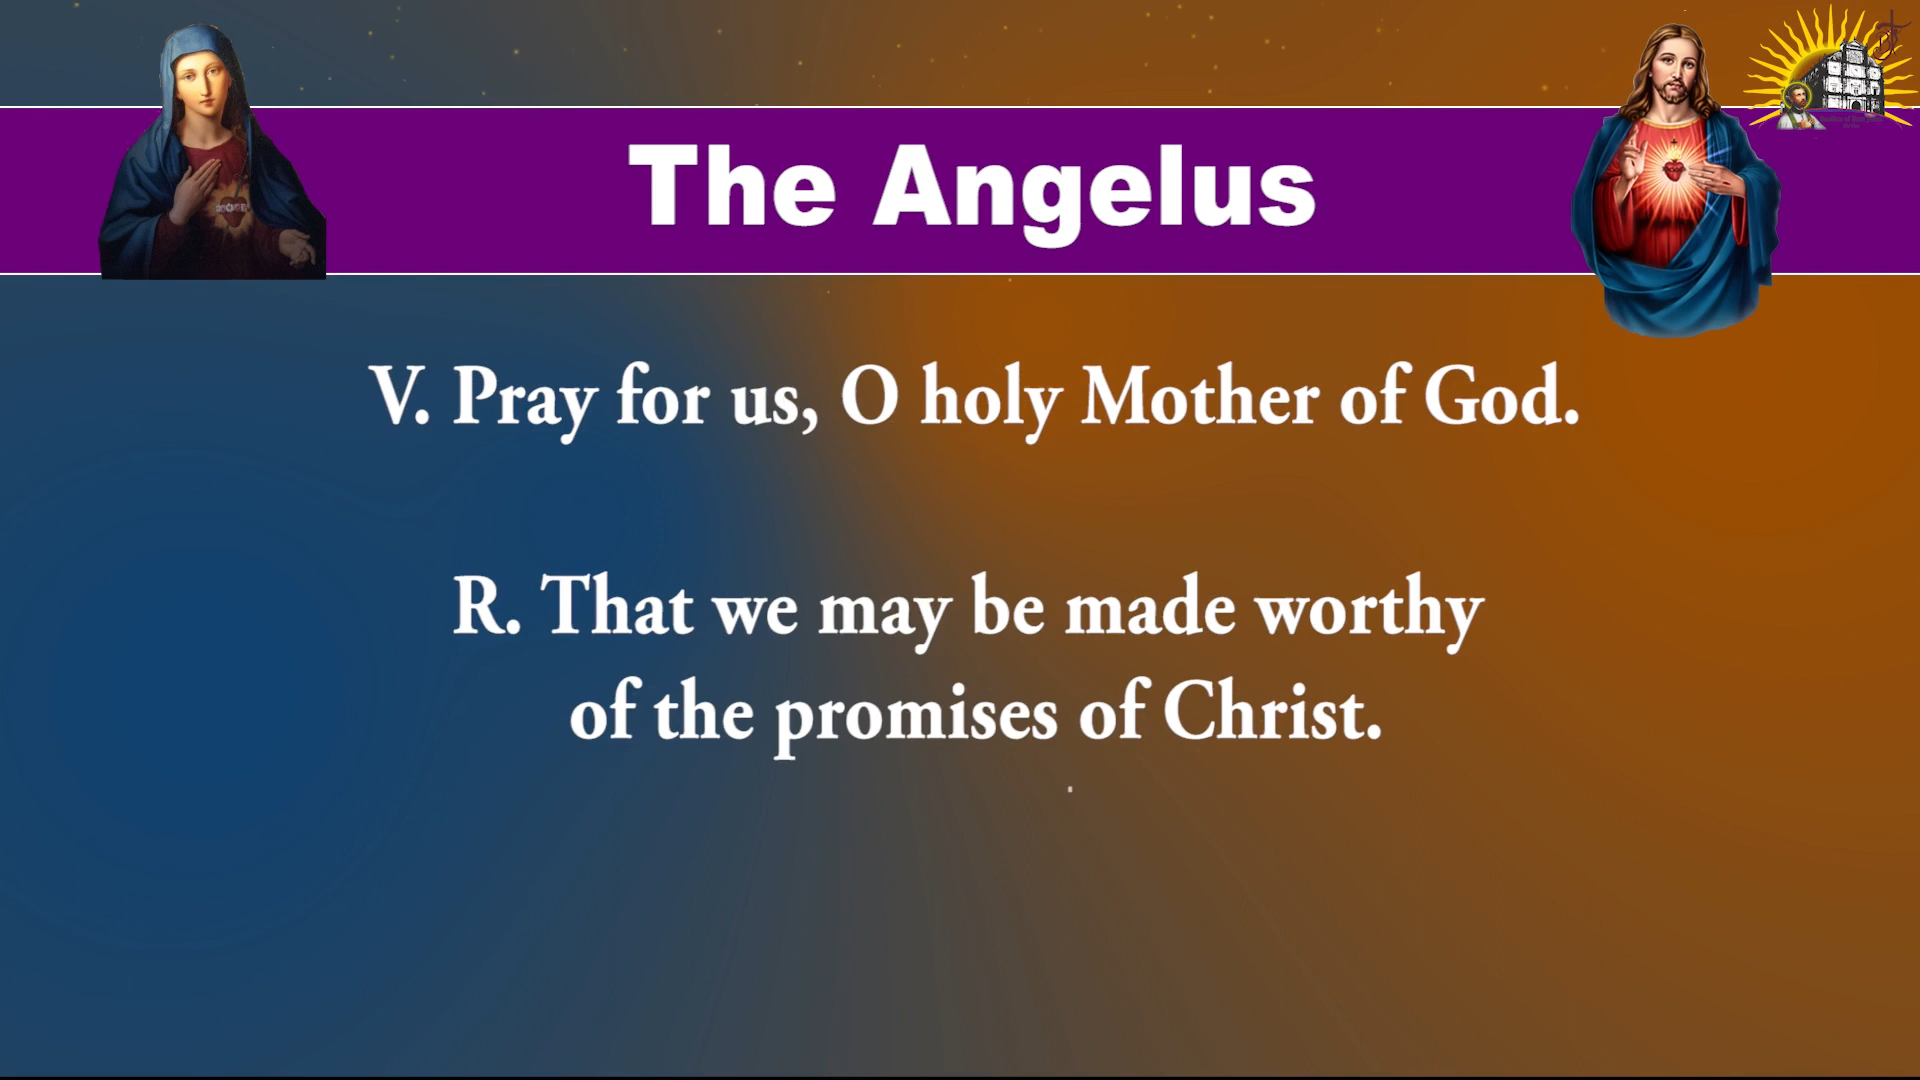 The Angelus
V. Pray for us, O holy Mother of God.
R. That we may be made worthy
of the promises of Christ.